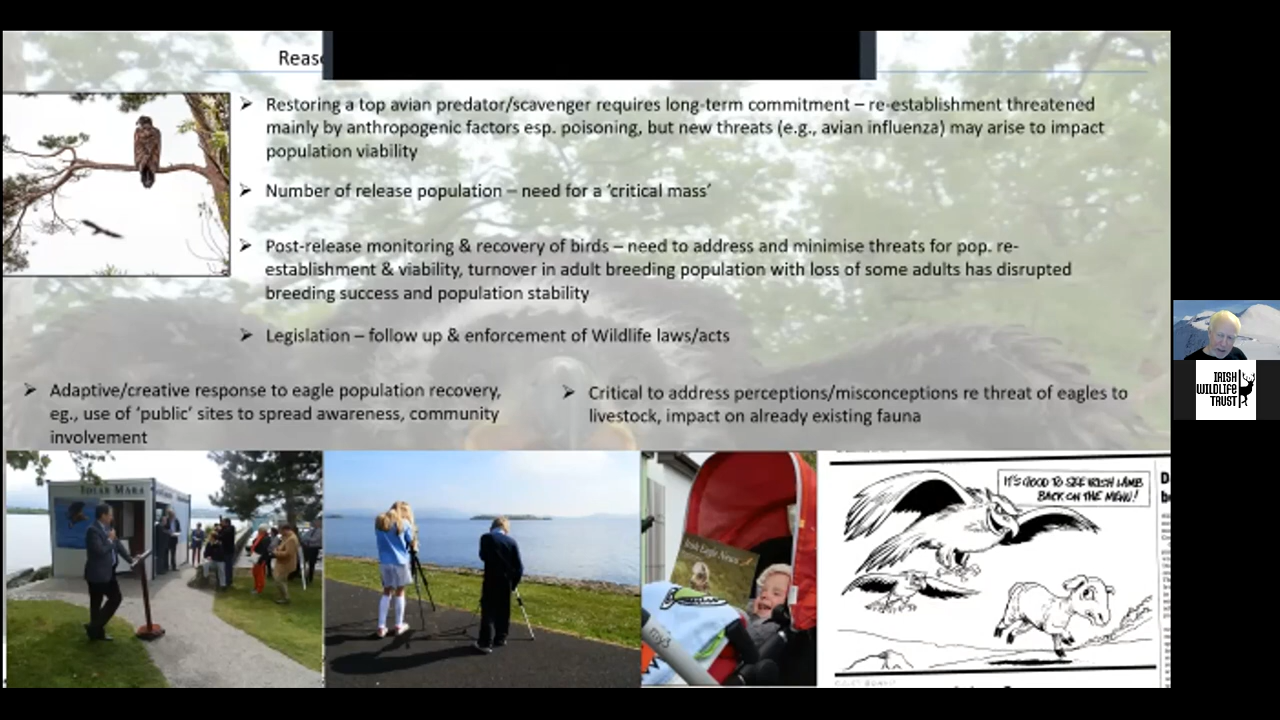 Reas
Restoring a top avian predator/scavenger requires long-term commitment – re-establishment threatened
mainly by anthropogenic factors esp. poisoning, but new threats (e.g., avian influenza) may arise to impact
population viability
Number of release population – need for a ‘critical mass’
Post-release monitoring & recovery of birds – need to address and minimise threats for pop. re-
establishment & viability, turnover in adult breeding population with loss of some adults has disrupted
breeding success and population stability
Legislation – follow up & enforcement of Wildlife laws/acts
Adaptive/creative response to eagle population recovery,
eg., use of ‘public’ sites to spread awareness, community
involvement
Critical to address perceptions/misconceptions re threat of eagles to
livestock, impact on already existing fauna
IOLAR MARA
Irish Eagle News
IT'S GOOD TO SEE IRISH LAMB
BACK ON THE MENU!
IRISH
WILDLIFE
TRUST